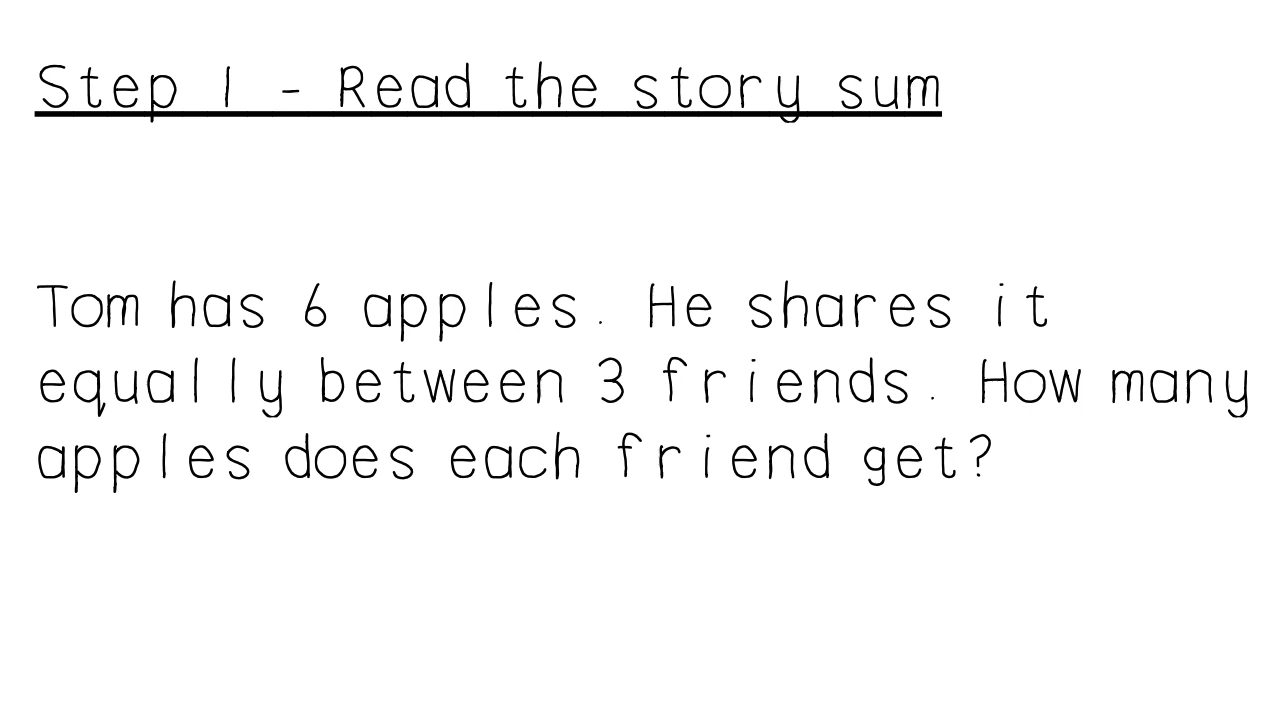 Step 1 - Read the story sum
Tom has 6 apples. He shares it
equally between 3 friends. How many
apples does each friend get?